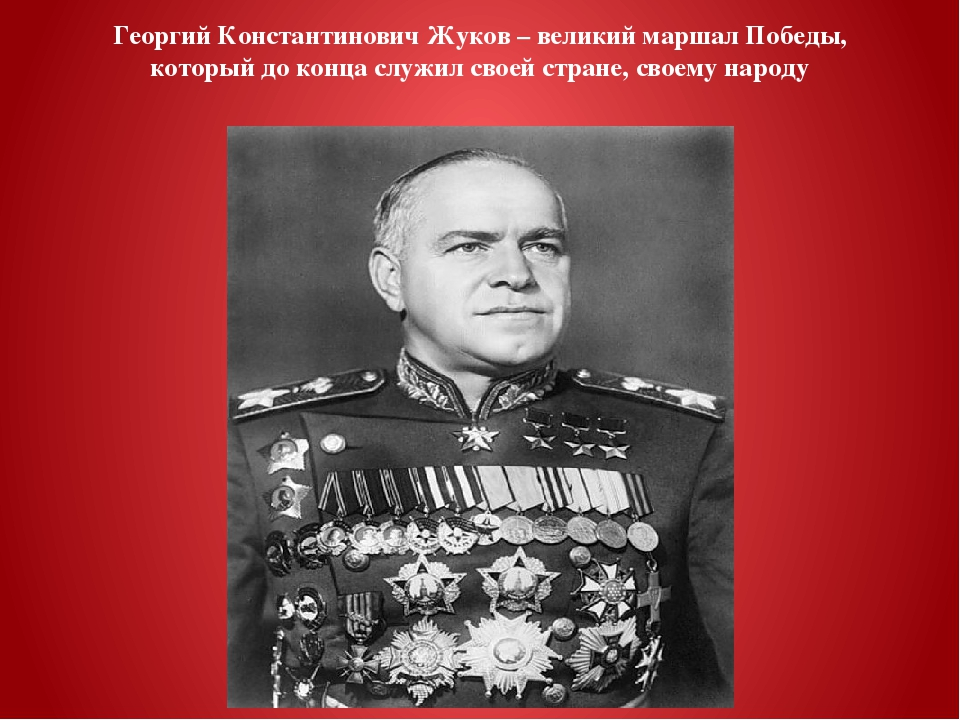 Георгий Константинович Жуков – великий маршал Победы,
который до конца служил своей стране, своему народу